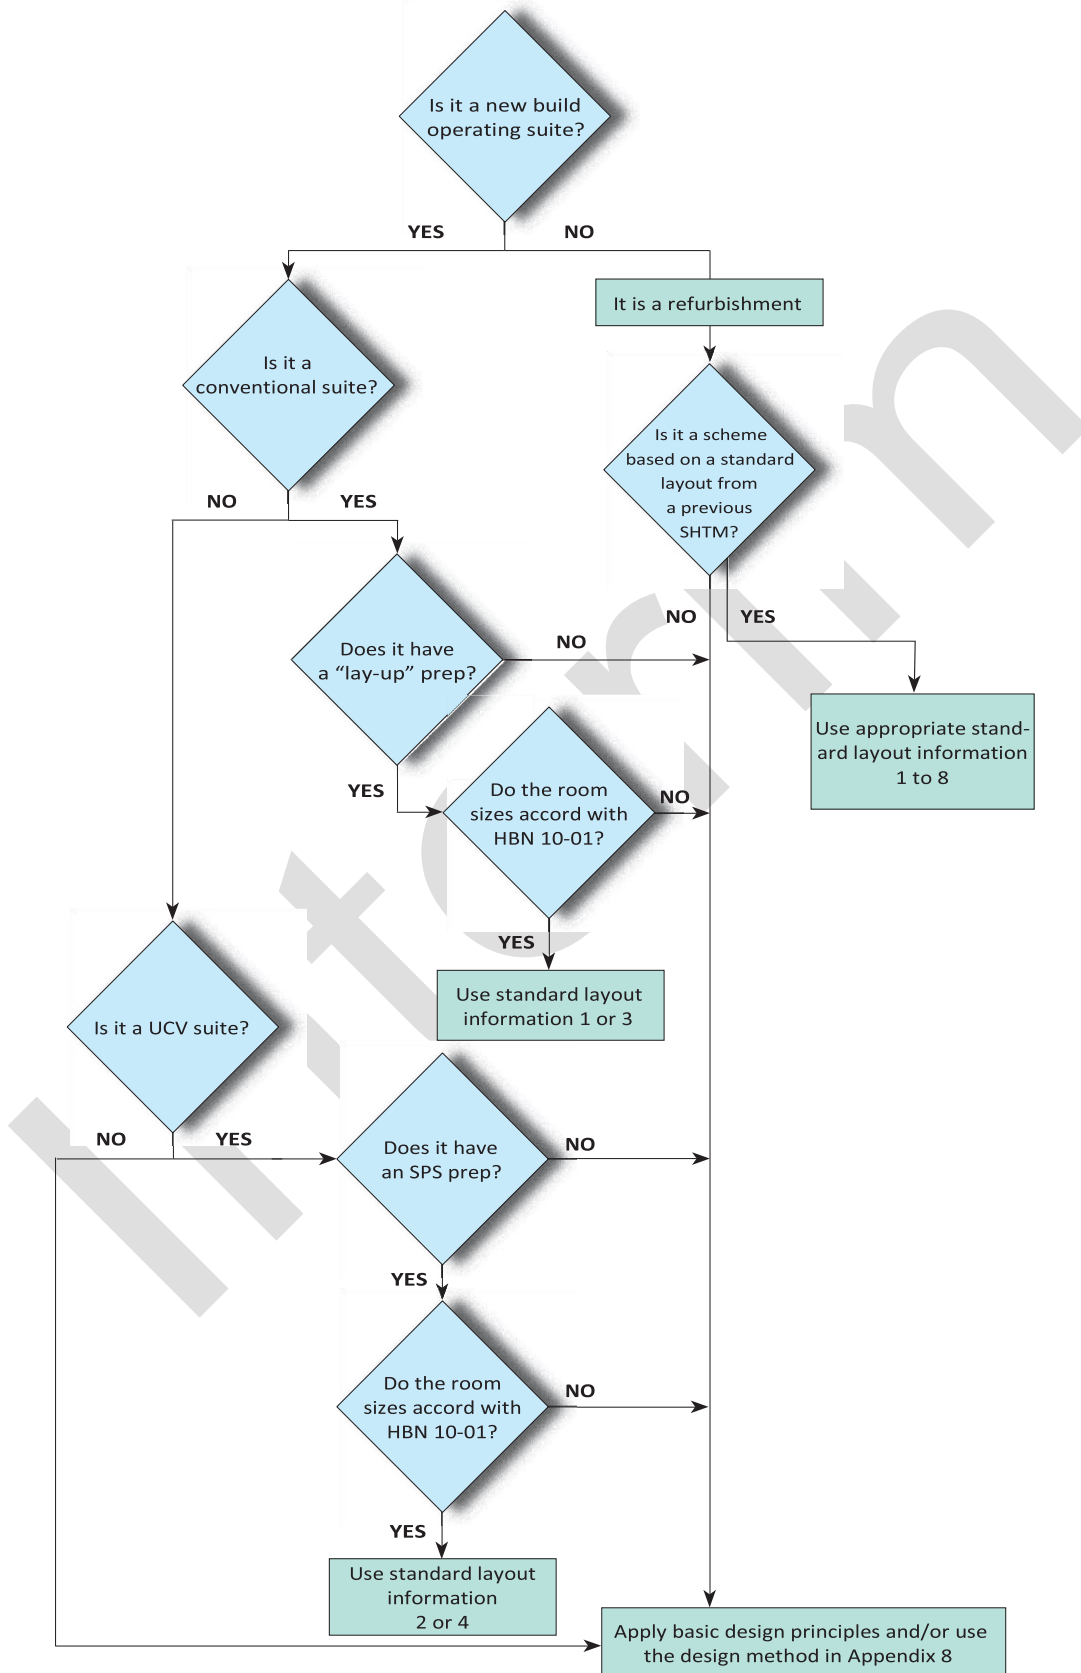 Is it a new build
operating suite?
YES
NO
It is a refurbishment
Is it a
conventional suite?
Is it a scheme
based on a standard
layout from
a previous
SHTM?
NO
YES
NO
YES
Does it have
a “lay-up” prep?
NO
Use appropriate stand-
ard layout information
1 to 8
YES
Do the room
sizes accord with
HBN 10-01?
NO
YES
Use standard layout
information 1 or 3
Is it a UCV suite?
NO
YES
Does it have
an SPS prep?
NO
YES
Do the room
sizes accord with
HBN 10-01?
NO
YES
Use standard layout
information
2 or 4
Apply basic design principles and/or use
the design method in Appendix 8
Interim